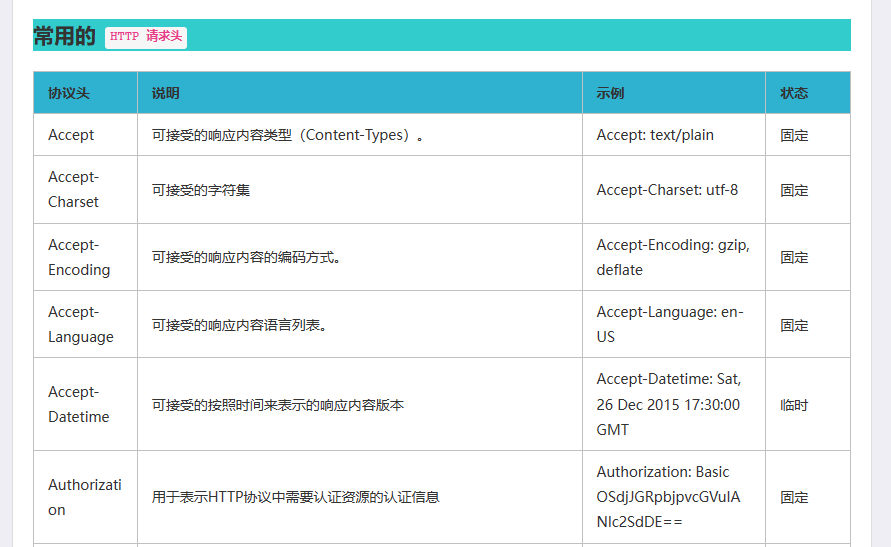 常用的 HTTP 请求头
协议头 说明 示例 状态
Accept 可接受的响应内容类型（Content-Types）。 Accept: text/plain 固定
Accept-
Charset 可接受的字符集 Accept-Charset: utf-8 固定
Accept-
Encoding 可接受的响应内容的编码方式。 Accept-Encoding: gzip,
deflate 固定
Accept-
Language 可接受的响应内容语言列表。 Accept-Language: en-
US 固定
Accept-
Datetime 可接受的按照时间来表示的响应内容版本 Accept-Datetime: Sat,
26 Dec 2015 17:30:00
GMT 临时
Authorizati
on 用于表示HTTP协议中需要认证资源的认证信息 Authorization: Basic
OSdjJGRpbjpvcGVuIA
NIc2SdDE== 固定